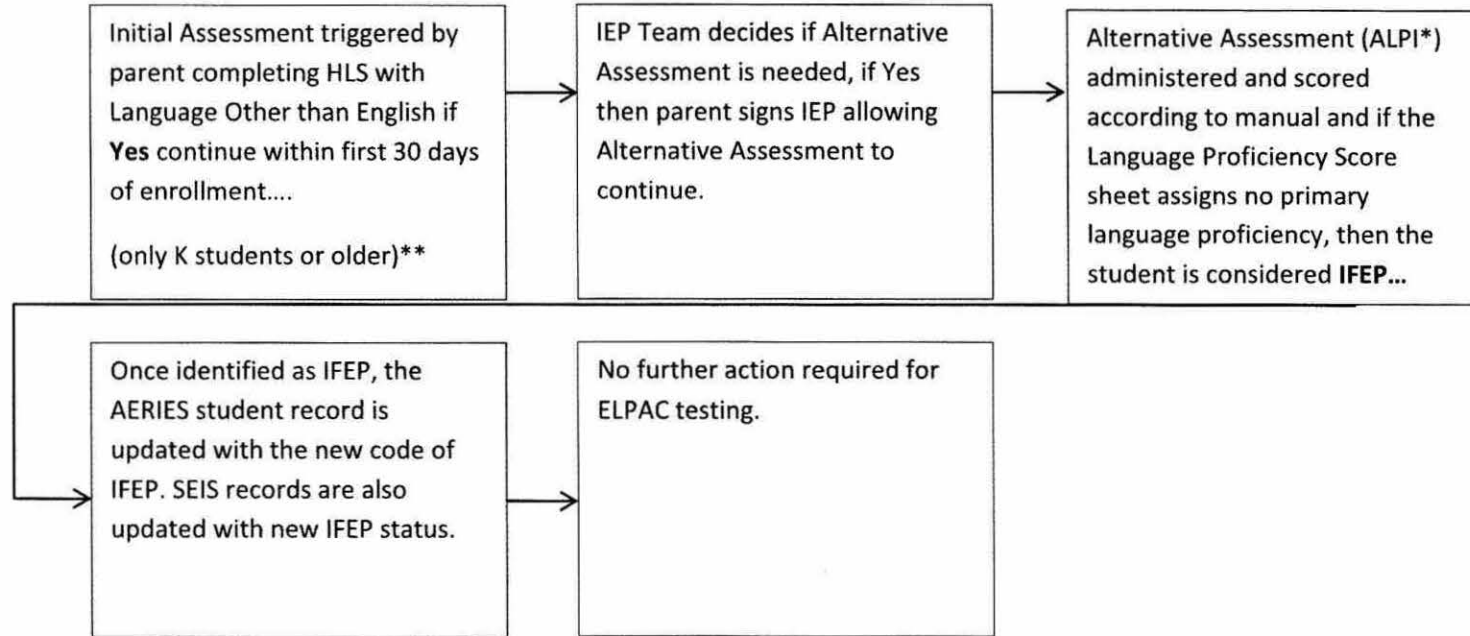 Initial Assessment triggered by
parent completing HLS with
Language Other than English if
Yes continue within first 30 days
of enrollment....
(only K students or older)**
IEP Team decides if Alternative
Assessment is needed, if Yes
then parent signs IEP allowing
Alternative Assessment to
continue.
Alternative Assessment (ALPI*)
administered and scored
according to manual and if the
Language Proficiency Score
sheet assigns no primary
language proficiency, then the
student is considered IFEP...
Once identified as IFEP, the
AERIES student record is
updated with the new code of
IFEP. SEIS records are also
updated with new IFEP status.
No further action required for
ELPAC testing.